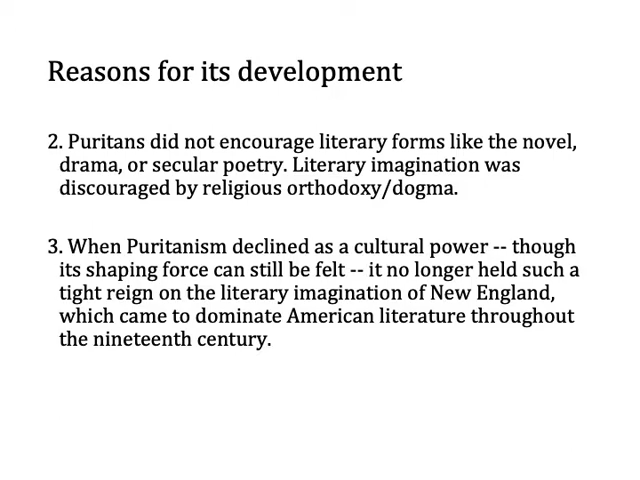 Reasons for its development
2. Puritans did not encourage literary forms like the novel,
drama, or secular poetry. Literary imagination was
discouraged by religious orthodoxy/dogma.
3. When Puritanism declined as a cultural power -- though
its shaping force can still be felt -- it no longer held such a
tight reign on the literary imagination of New England,
which came to dominate American literature throughout
the nineteenth century.